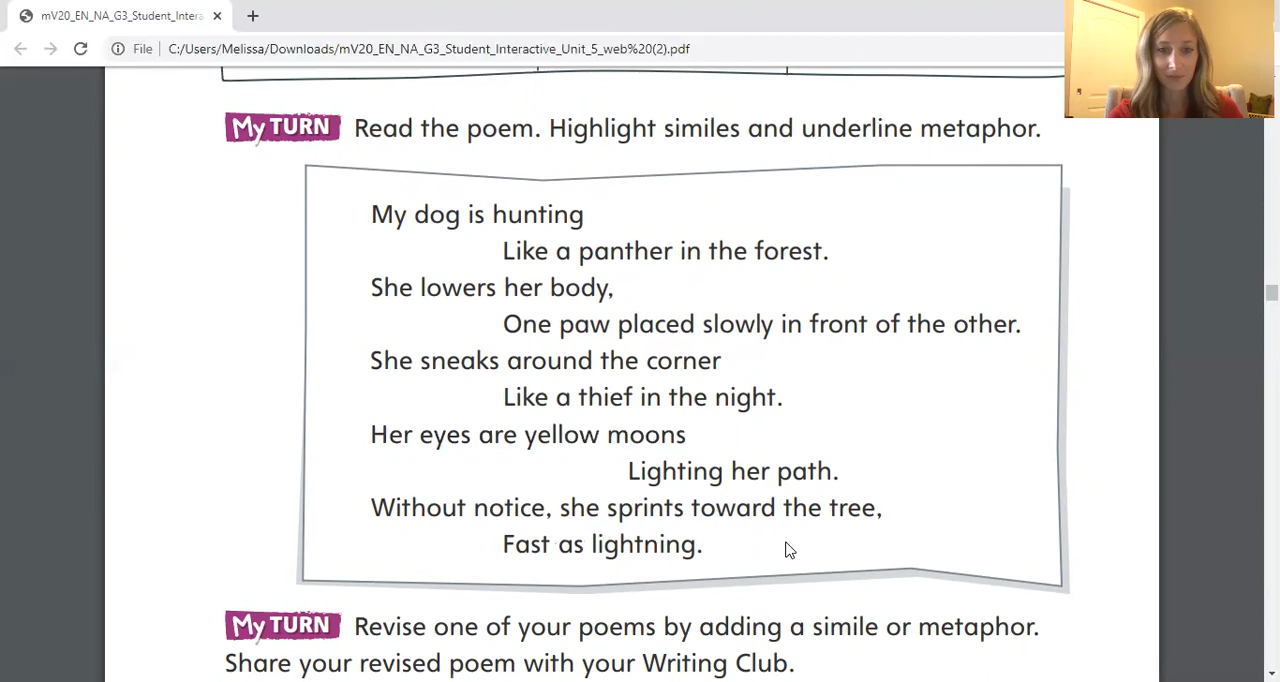 mV20_EN_NA_G3_Student_Intera
File C:/Users/Melissa/Downloads/mV20_EN_NA_G3_Student_Interactive_Unit_5_web%20(2).pdf
My TURN Read the poem. Highlight similes and underline metaphor.
My dog is hunting
Like a panther in the forest.
She lowers her body,
One paw placed slowly in front of the other.
She sneaks around the corner
Like a thief in the night.
Her eyes are yellow moons
Lighting her path.
Without notice, she sprints toward the tree,
Fast as lightning.
My TURN Revise one of your poems by adding a simile or metaphor.
Share your revised poem with your Writing Club.